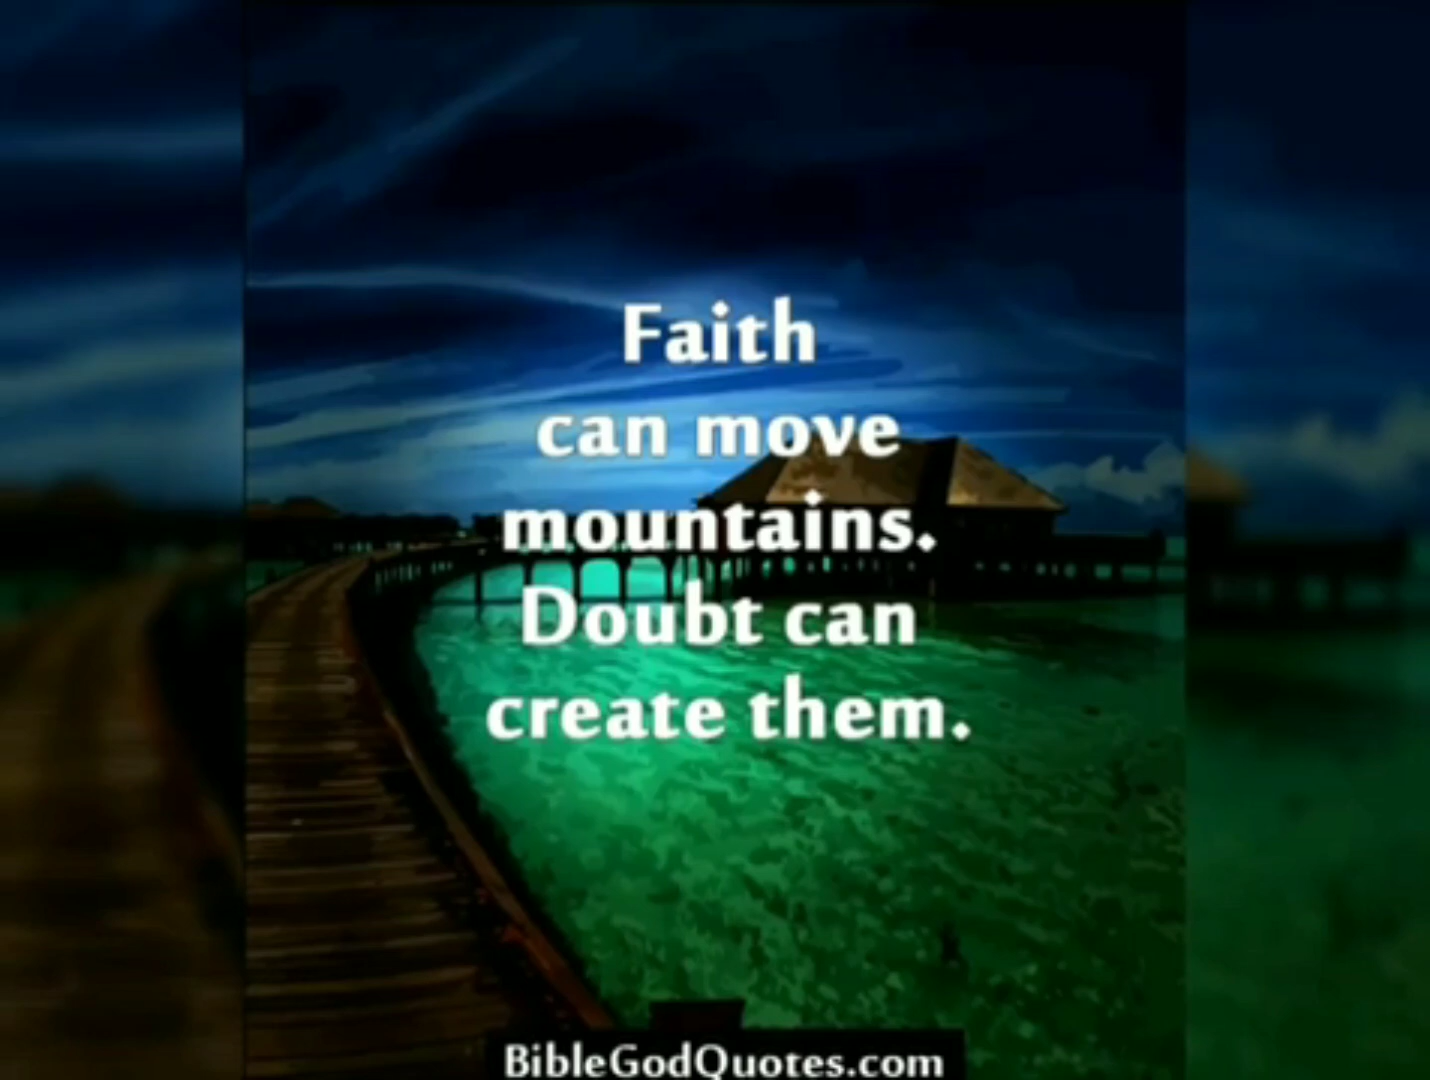 Faith
can move
mountains.
Doubt can
create them.
BibleGodQuotes.com